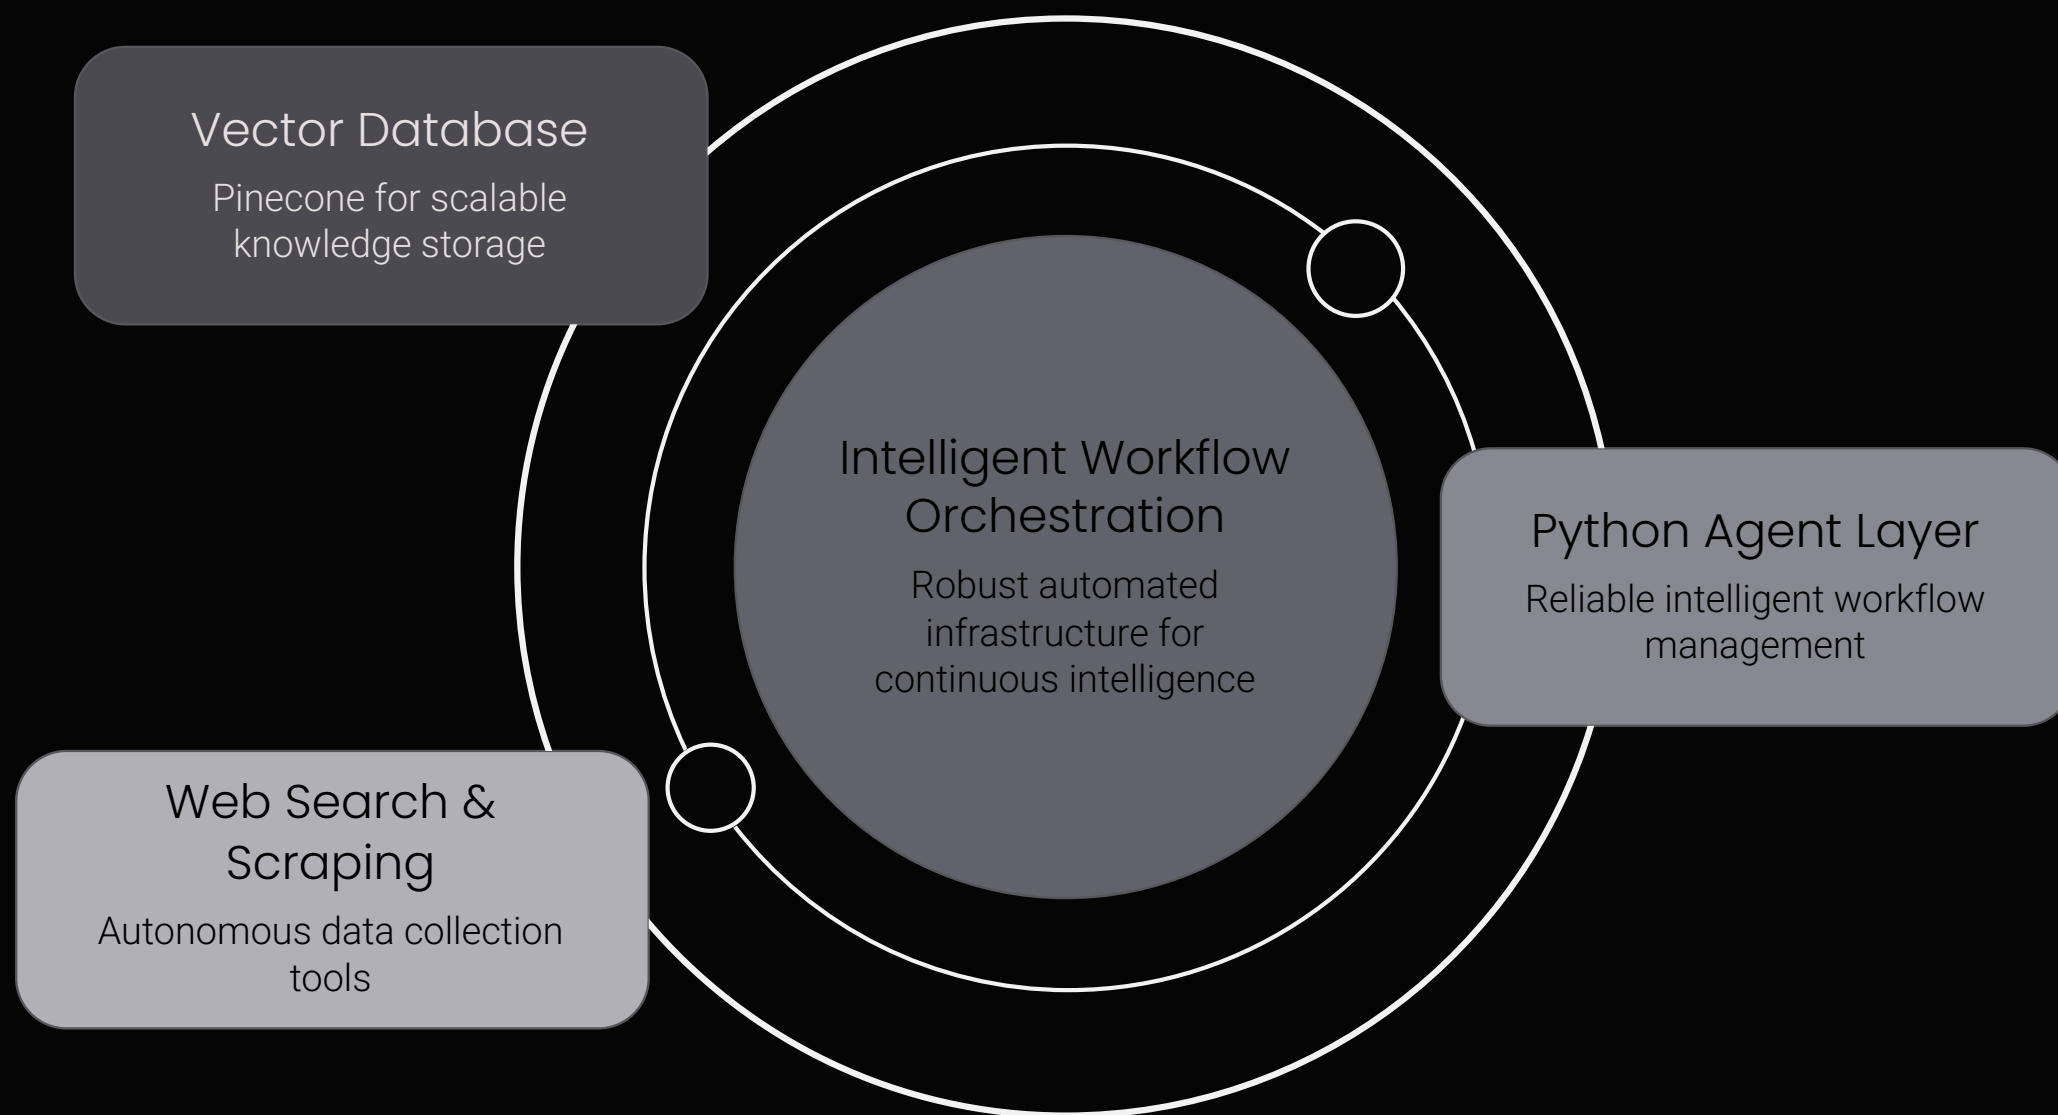 Vector Database
Pinecone for scalable
knowledge storage
Intelligent Workflow
Orchestration
Robust automated
infrastructure for
continuous intelligence
Python Agent Layer
Reliable intelligent workflow
management
Web Search &
Scraping
Autonomous data collection
tools